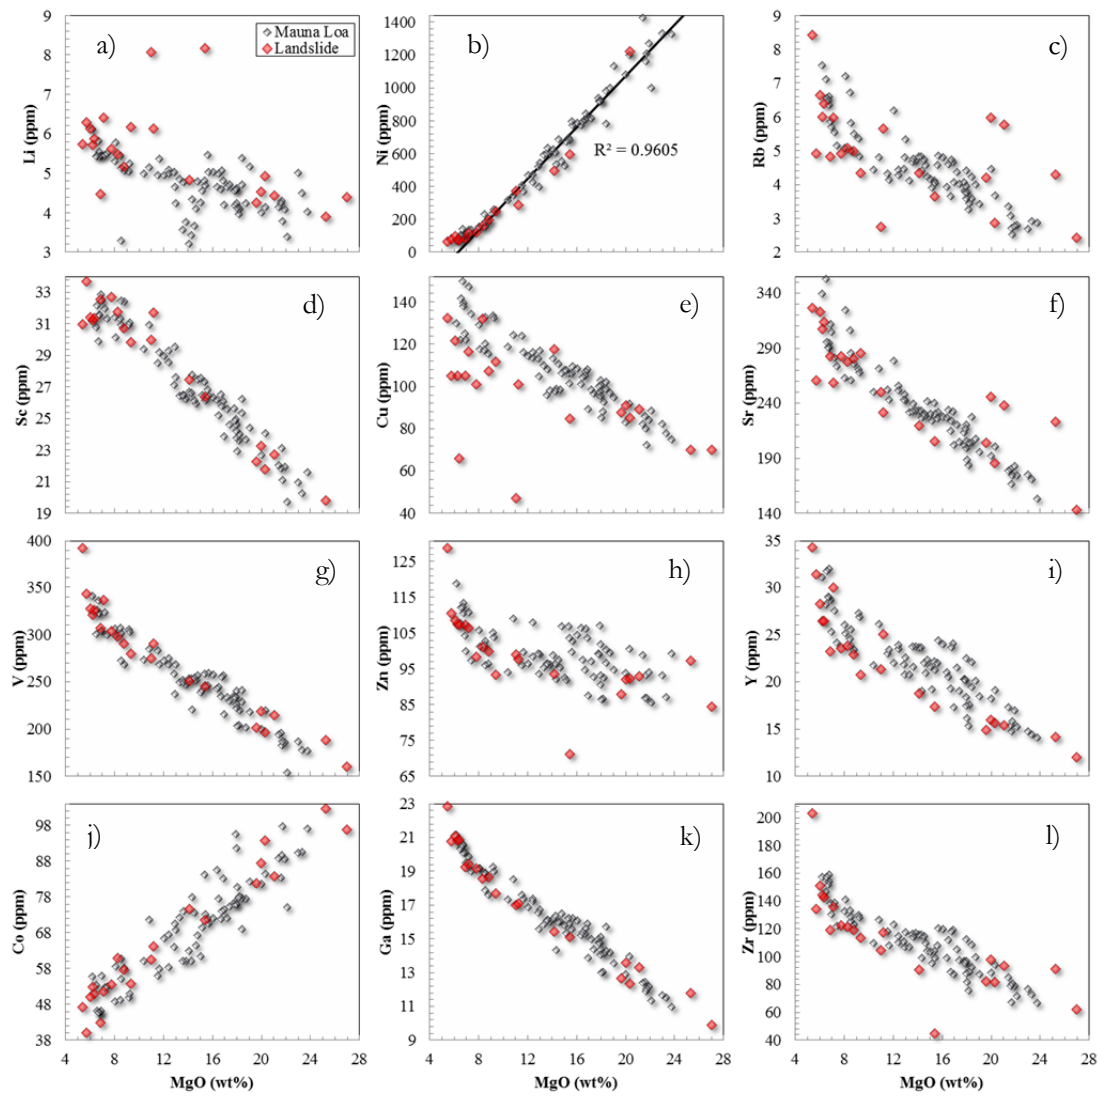 9
8
7
6
5
4
3
Li (ppm)
a)
Mauna Loa
Landslide
1400
1200
1000
800
600
400
200
0
Ni (ppm)
b)
R² = 0.9605
9
8
7
6
5
4
3
2
Rb (ppm)
c)
33
31
29
27
25
23
21
19
Sc (ppm)
d)
140
120
100
80
60
40
Cu (ppm)
e)
340
290
240
190
140
Sr (ppm)
f)
400
350
300
250
200
150
V (ppm)
g)
125
115
105
95
85
75
65
Zn (ppm)
h)
35
30
25
20
15
10
Y (ppm)
i)
98
88
78
68
58
48
38
Co (ppm)
j)
4 8 12 16 20 24 28
MgO (wt%)
23
21
19
17
15
13
11
9
Ga (ppm)
k)
4 8 12 16 20 24 28
MgO (wt%)
200
180
160
140
120
100
80
60
40
Zr (ppm)
l)
4 8 12 16 20 24 28
MgO (wt%)